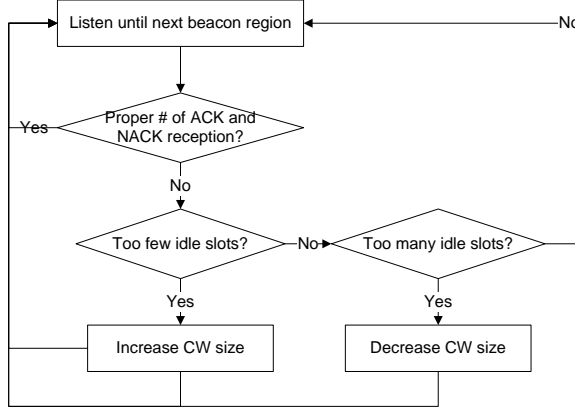 Listen until next beacon region
No
Proper # of ACK and
NACK reception?
Yes
No
Too few idle slots?
No
Too many idle slots?
Yes
Yes
Increase CW size
Decrease CW size